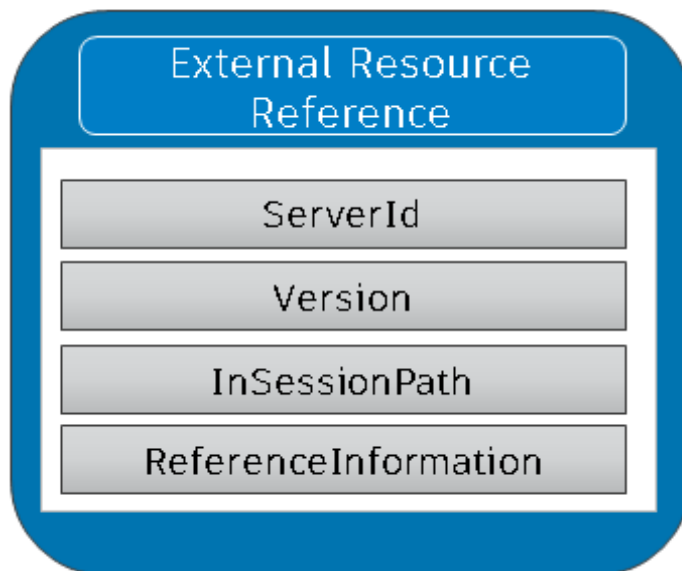 External Resource
Reference
ServerId
Version
InSessionPath
ReferenceInformation